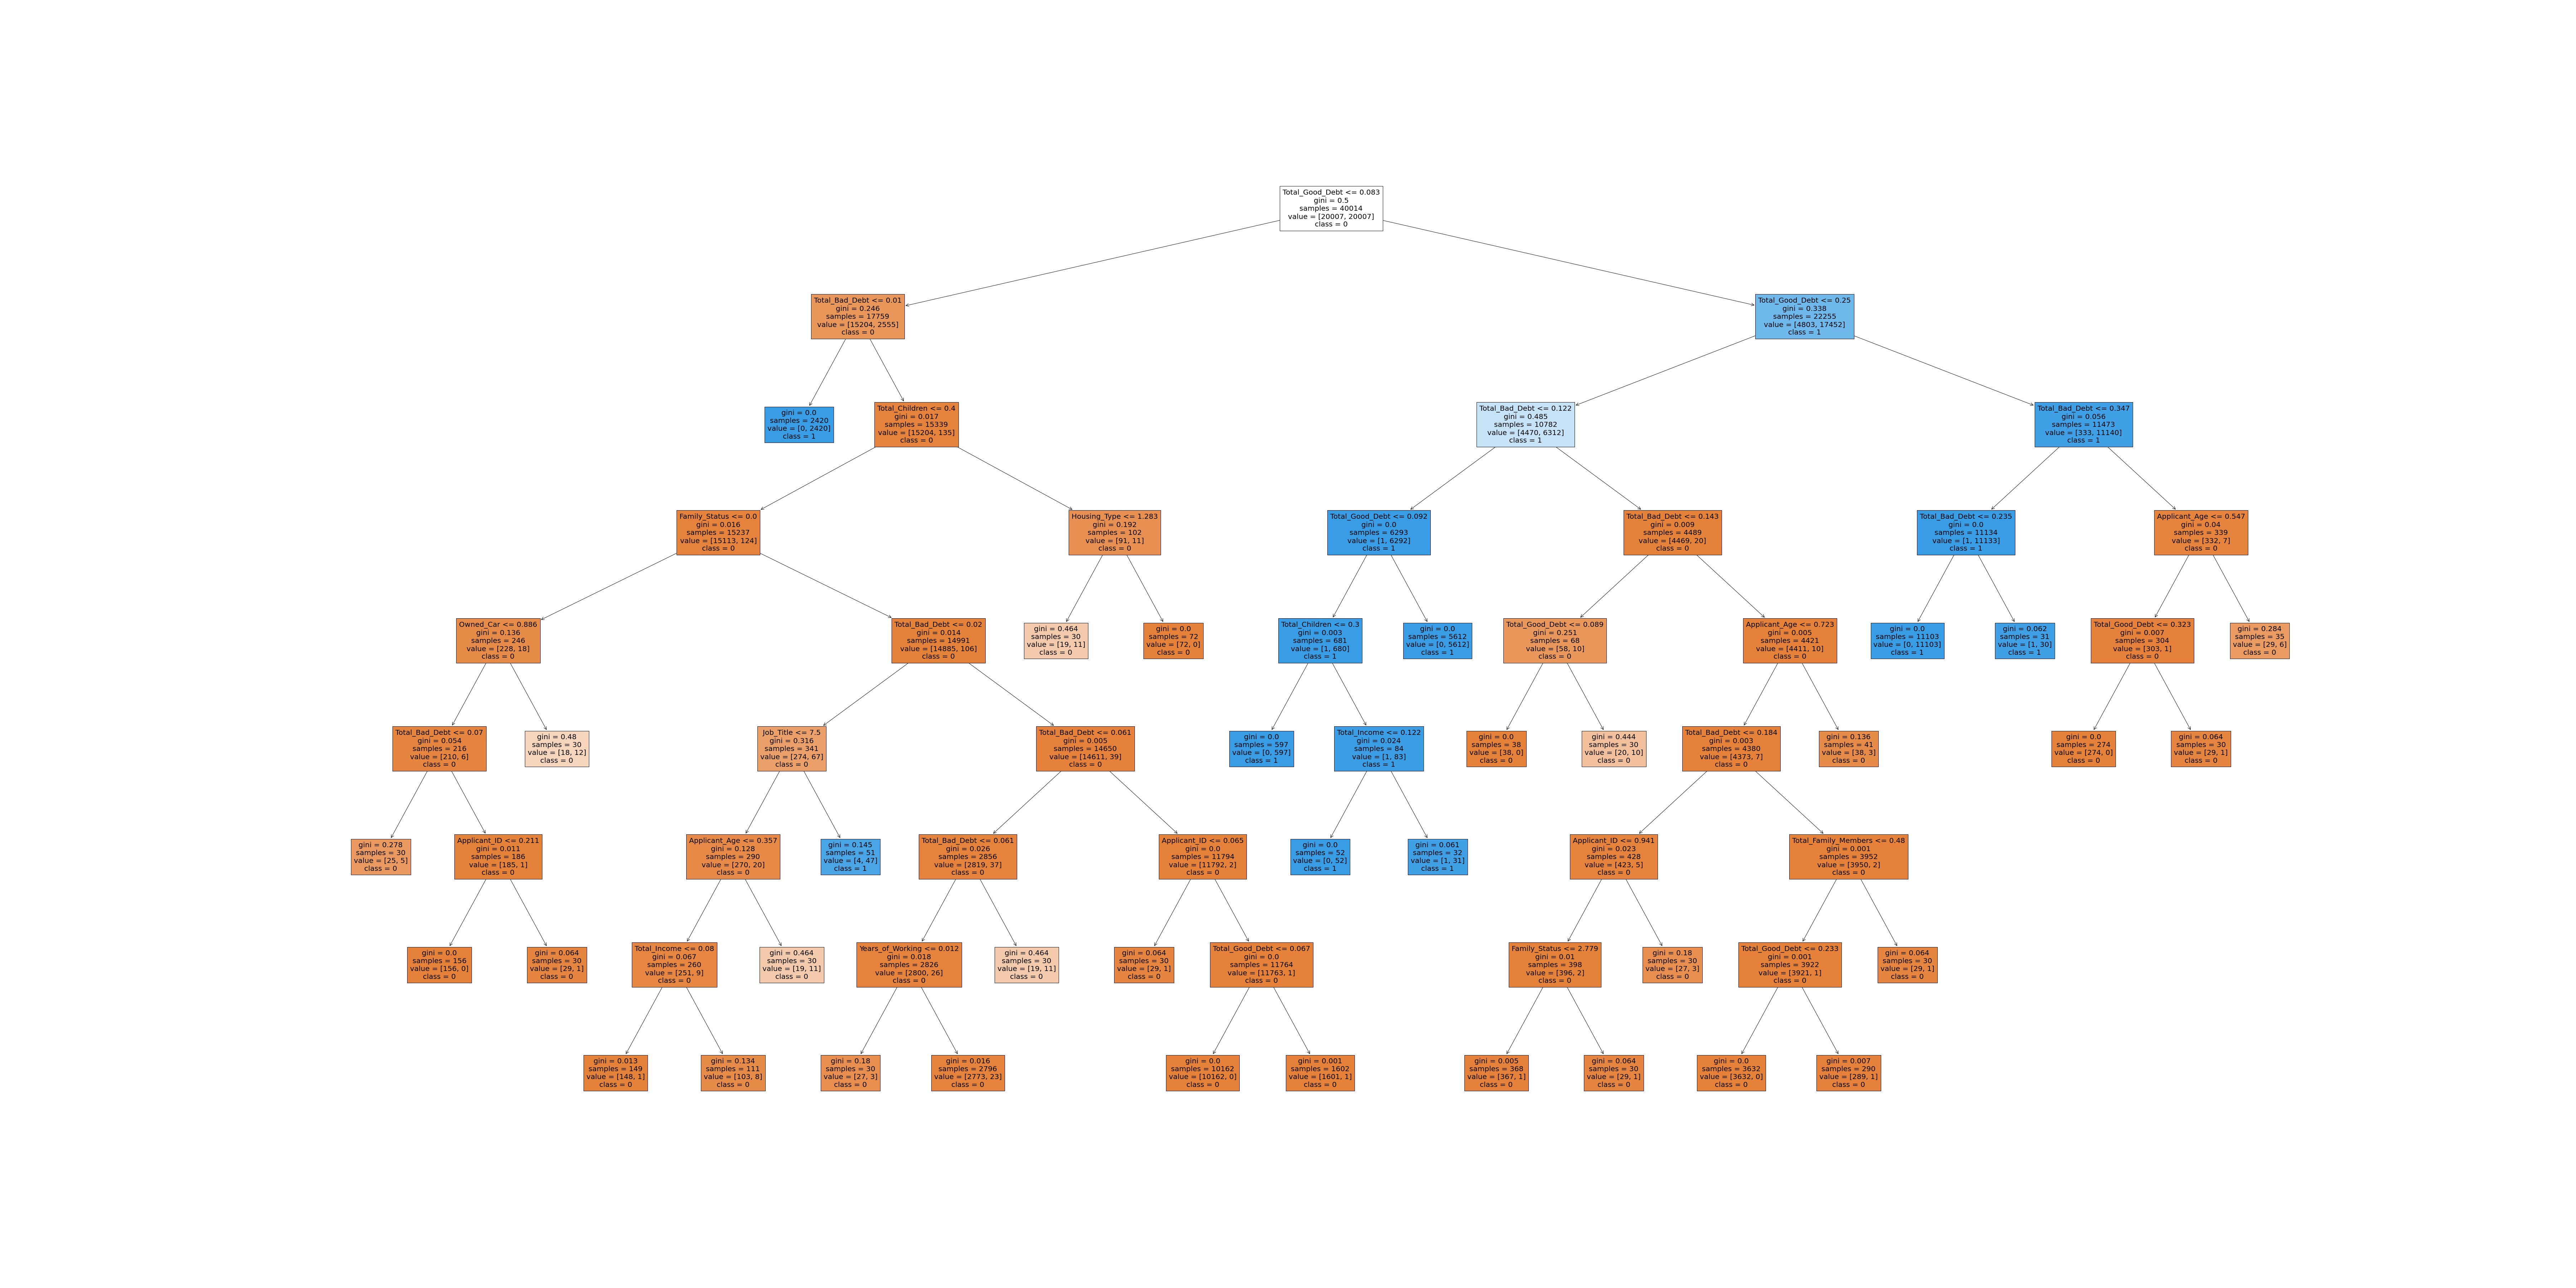 Total_Good_Debt <= 0.083
gini = 0.5
samples = 40014
value = [20007, 20007]
class = 0
Total_Bad_Debt <= 0.01
gini = 0.246
samples = 17759
value = [15204, 2555]
class = 0
Total_Good_Debt <= 0.25
gini = 0.338
samples = 22255
value = [4803, 17452]
class = 1
gini = 0.0
samples = 2420
value = [0, 2420]
class = 1
Total_Children <= 0.4
gini = 0.017
samples = 15339
value = [15204, 135]
class = 0
Total_Bad_Debt <= 0.122
gini = 0.485
samples = 10782
value = [4470, 6312]
class = 1
Total_Bad_Debt <= 0.347
gini = 0.056
samples = 11473
value = [333, 11140]
class = 1
Family_Status <= 0.0
gini = 0.016
samples = 15237
value = [15113, 124]
class = 0
Housing_Type <= 1.283
gini = 0.192
samples = 102
value = [91, 11]
class = 0
Total_Good_Debt <= 0.092
gini = 0.0
samples = 6293
value = [1, 6292]
class = 1
Total_Bad_Debt <= 0.143
gini = 0.009
samples = 4489
value = [4469, 20]
class = 0
Total_Bad_Debt <= 0.235
gini = 0.0
samples = 11134
value = [1, 11133]
class = 1
Applicant_Age <= 0.547
gini = 0.04
samples = 339
value = [332, 7]
class = 0
Owned_Car <= 0.886
gini = 0.136
samples = 246
value = [228, 18]
class = 0
Total_Bad_Debt <= 0.02
gini = 0.014
samples = 14991
value = [14885, 106]
class = 0
gini = 0.464
samples = 30
value = [19, 11]
class = 0
gini = 0.0
samples = 72
value = [72, 0]
class = 0
Total_Children <= 0.3
gini = 0.003
samples = 681
value = [1, 680]
class = 1
gini = 0.0
samples = 5612
value = [0, 5612]
class = 1
Total_Good_Debt <= 0.089
gini = 0.251
samples = 68
value = [58, 10]
class = 0
Applicant_Age <= 0.723
gini = 0.005
samples = 4421
value = [4411, 10]
class = 0
gini = 0.0
samples = 11103
value = [0, 11103]
class = 1
gini = 0.062
samples = 31
value = [1, 30]
class = 1
Total_Good_Debt <= 0.323
gini = 0.007
samples = 304
value = [303, 1]
class = 0
gini = 0.284
samples = 35
value = [29, 6]
class = 0
Total_Bad_Debt <= 0.07
gini = 0.054
samples = 216
value = [210, 6]
class = 0
gini = 0.48
samples = 30
value = [18, 12]
class = 0
Job_Title <= 7.5
gini = 0.316
samples = 341
value = [274, 67]
class = 0
Total_Bad_Debt <= 0.061
gini = 0.005
samples = 14650
value = [14611, 39]
class = 0
gini = 0.0
samples = 597
value = [0, 597]
class = 1
Total_Income <= 0.122
gini = 0.024
samples = 84
value = [1, 83]
class = 1
gini = 0.0
samples = 38
value = [38, 0]
class = 0
gini = 0.444
samples = 30
value = [20, 10]
class = 0
Total_Bad_Debt <= 0.184
gini = 0.003
samples = 4380
value = [4373, 7]
class = 0
gini = 0.136
samples = 41
value = [38, 3]
class = 0
gini = 0.0
samples = 274
value = [274, 0]
class = 0
gini = 0.064
samples = 30
value = [29, 1]
class = 0
gini = 0.278
samples = 30
value = [25, 5]
class = 0
Applicant_ID <= 0.211
gini = 0.011
samples = 186
value = [185, 1]
class = 0
Applicant_Age <= 0.357
gini = 0.128
samples = 290
value = [270, 20]
class = 0
gini = 0.145
samples = 51
value = [4, 47]
class = 1
Total_Bad_Debt <= 0.061
gini = 0.026
samples = 2856
value = [2819, 37]
class = 0
Applicant_ID <= 0.065
gini = 0.0
samples = 11794
value = [11792, 2]
class = 0
gini = 0.0
samples = 52
value = [0, 52]
class = 1
gini = 0.061
samples = 32
value = [1, 31]
class = 1
Applicant_ID <= 0.941
gini = 0.023
samples = 428
value = [423, 5]
class = 0
Total_Family_Members <= 0.48
gini = 0.001
samples = 3952
value = [3950, 2]
class = 0
gini = 0.0
samples = 156
value = [156, 0]
class = 0
gini = 0.064
samples = 30
value = [29, 1]
class = 0
Total_Income <= 0.08
gini = 0.067
samples = 260
value = [251, 9]
class = 0
gini = 0.464
samples = 30
value = [19, 11]
class = 0
Years_of_Working <= 0.012
gini = 0.018
samples = 2826
value = [2800, 26]
class = 0
gini = 0.464
samples = 30
value = [19, 11]
class = 0
gini = 0.064
samples = 30
value = [29, 1]
class = 0
Total_Good_Debt <= 0.067
gini = 0.0
samples = 11764
value = [11763, 1]
class = 0
Family_Status <= 2.779
gini = 0.01
samples = 398
value = [396, 2]
class = 0
gini = 0.18
samples = 30
value = [27, 3]
class = 0
Total_Good_Debt <= 0.233
gini = 0.001
samples = 3922
value = [3921, 1]
class = 0
gini = 0.064
samples = 30
value = [29, 1]
class = 0
gini = 0.013
samples = 149
value = [148, 1]
class = 0
gini = 0.134
samples = 111
value = [103, 8]
class = 0
gini = 0.18
samples = 30
value = [27, 3]
class = 0
gini = 0.016
samples = 2796
value = [2773, 23]
class = 0
gini = 0.0
samples = 10162
value = [10162, 0]
class = 0
gini = 0.001
samples = 1602
value = [1601, 1]
class = 0
gini = 0.005
samples = 368
value = [367, 1]
class = 0
gini = 0.064
samples = 30
value = [29, 1]
class = 0
gini = 0.0
samples = 3632
value = [3632, 0]
class = 0
gini = 0.007
samples = 290
value = [289, 1]
class = 0